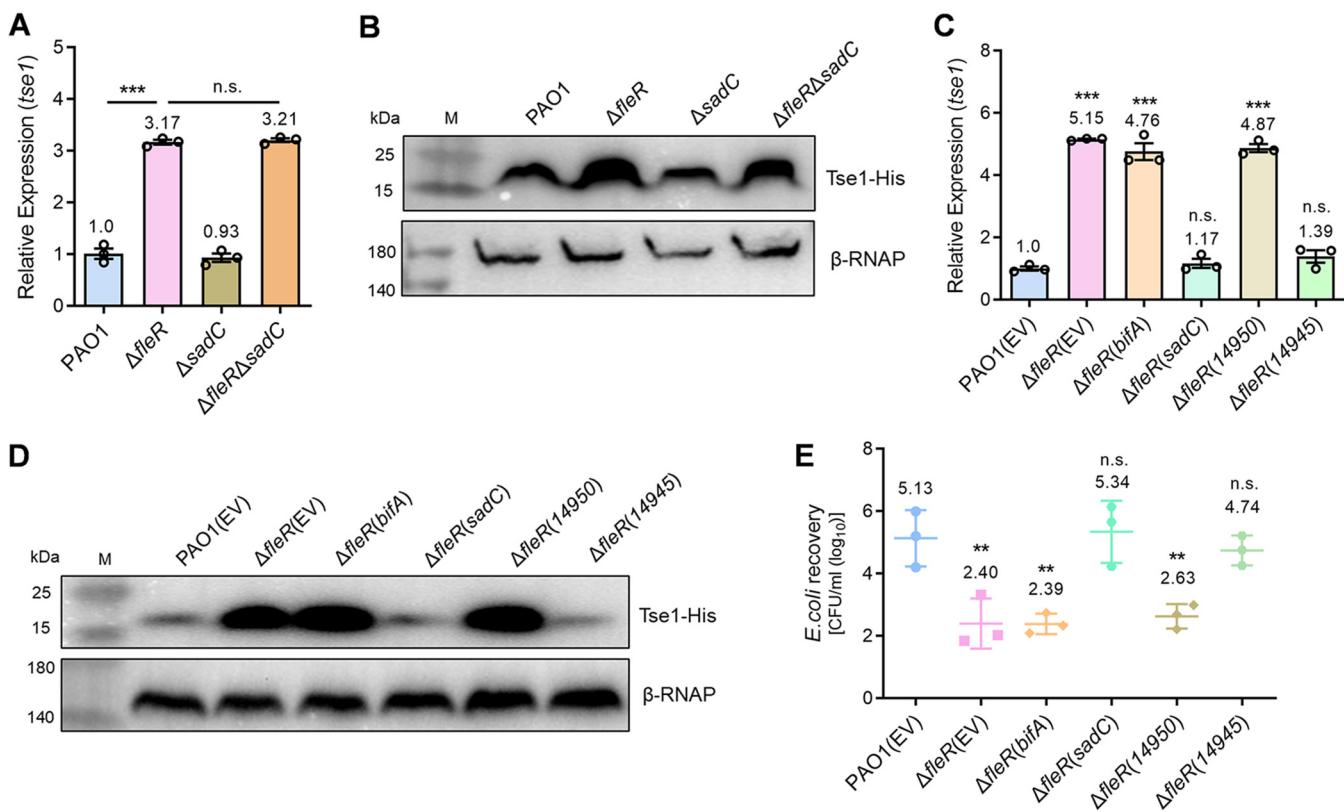 A
Relative Expression (tse1)
5
4
3
2
1
0
***
n.s.
1.0
3.17
0.93
3.21
PAO1
ΔfleR
ΔsadC
ΔfleRΔsadC
B
kDa
M
PAO1
ΔfleR
ΔsadC
ΔfleRΔsadC
25
15
Tse1-His
180
140
β-RNAP
C
Relative Expression (tse1)
8
6
4
2
0
1.0
***
5.15
***
4.76
n.s.
1.17
***
4.87
n.s.
1.39
PAO1(EV)
ΔfleR(EV)
ΔfleR(bifA)
ΔfleR(sadC)
ΔfleR(14950)
ΔfleR(14945)
D
kDa
M
PAO1(EV)
ΔfleR(EV)
ΔfleR(bifA)
ΔfleR(sadC)
ΔfleR(14950)
ΔfleR(14945)
25
15
Tse1-His
180
140
β-RNAP
E
E.coli recovery
[CFU/ml (log10)]
8
6
4
2
0
5.13
**
2.40
**
2.39
n.s.
5.34
**
2.63
n.s.
4.74
PAO1(EV)
ΔfleR(EV)
ΔfleR(bifA)
ΔfleR(sadC)
ΔfleR(14950)
ΔfleR(14945)